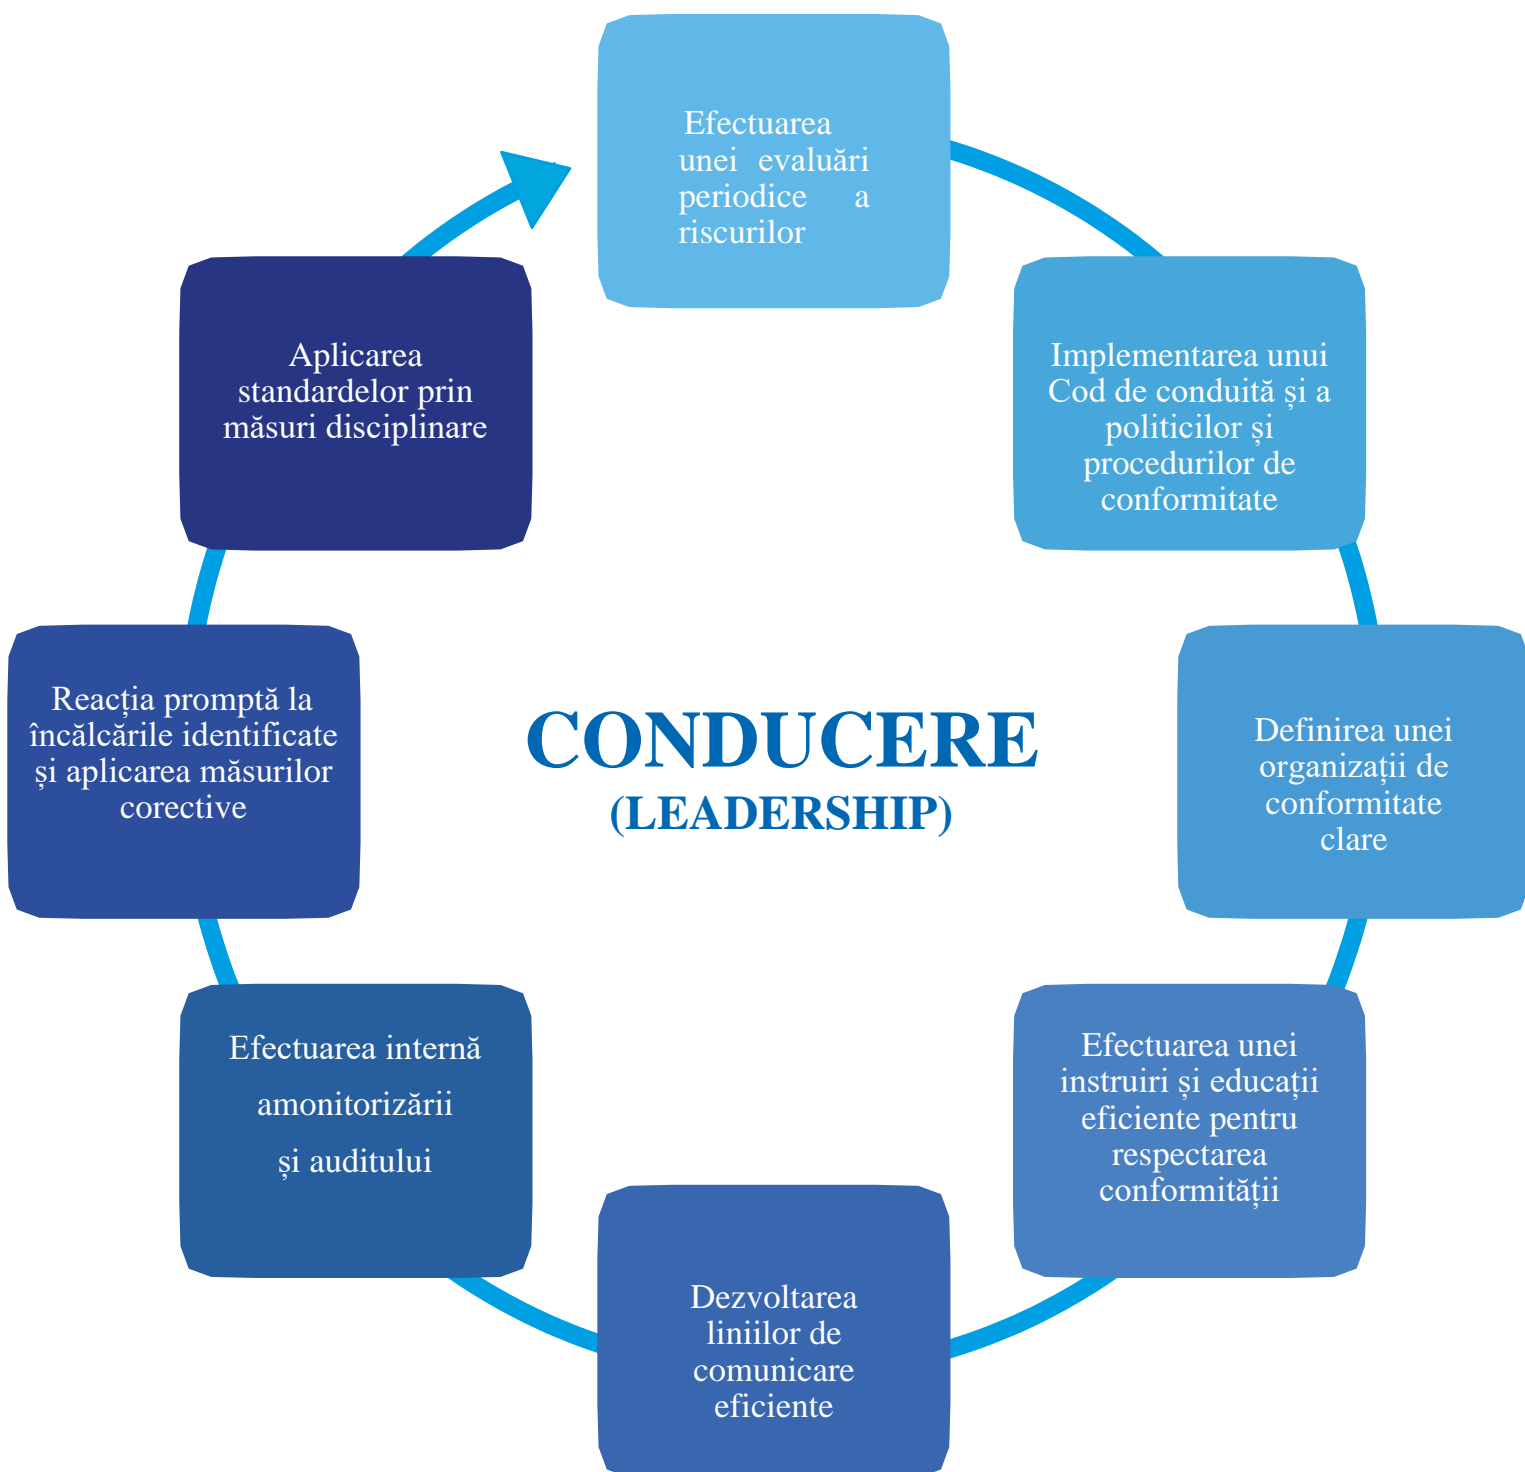 Efectuarea
unei evaluări
periodice a
riscurilor
Implementarea unui
Cod de conduită și a
politicilor și
procedurilor de
conformitate
Definirea unei
organizații de
conformitate
clare
Efectuarea unei
instruiri și educații
eficiente pentru
respectarea
conformității
Dezvoltarea
liniilor de
comunicare
eficiente
Efectuarea internă
amonitorizării
și auditului
Reacția promptă la
încălcările identificate
și aplicarea măsurilor
corective
Aplicarea
standardelor prin
măsuri disciplinare
CONDUCERE
(LEADERSHIP)